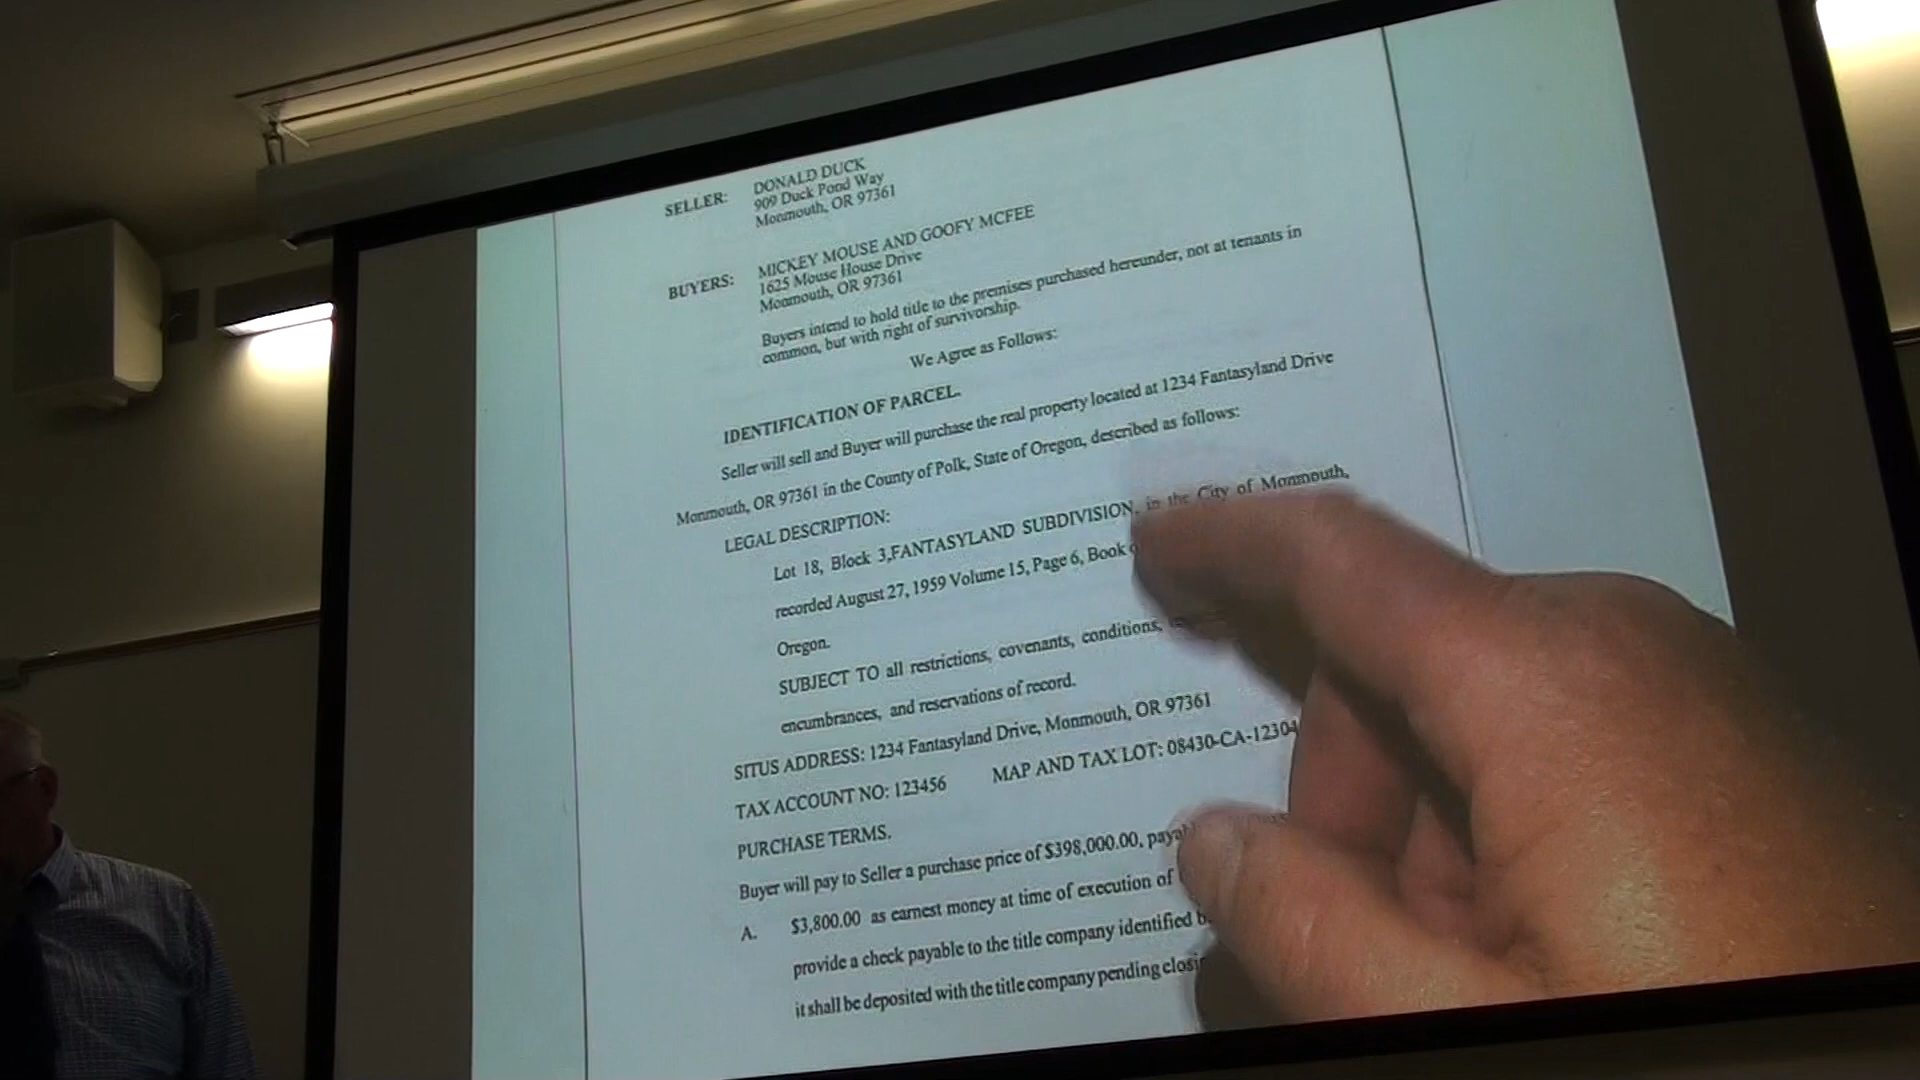 SELLER: DONALD DUCK
909 Duck Pond Way
Monmouth, OR 97361
BUYERS: MICKEY MOUSE AND GOOFY MCFEE
1625 Mouse House Drive
Monmouth, OR 97361
Buyers intend to hold title to the premises purchased hereunder, not at tenants in
common, but with right of survivorship.
We Agree as Follows:
IDENTIFICATION OF PARCEL.
Seller will sell and Buyer will purchase the real property located at 1234 Fantasyland Drive
Monmouth, OR 97361 in the County of Polk, State of Oregon, described as follows:
LEGAL DESCRIPTION:
Lot 18, Block 3,FANTASYLAND SUBDIVISION, in the City of Monmouth,
recorded August 27, 1959 Volume 15, Page 6, Book
Oregon.
SUBJECT TO all restrictions, covenants, conditions,
encumbrances, and reservations of record.
SITUS ADDRESS: 1234 Fantasyland Drive, Monmouth, OR 97361
TAX ACCOUNT NO: 123456 MAP AND TAX LOT: 08430-CA-12304
PURCHASE TERMS.
Buyer will pay to Seller a purchase price of $398,000.00,
A. $3,800.00 as earnest money at time of execution of
provide a check payable to the title company identified
it shall be deposited with the title company pending